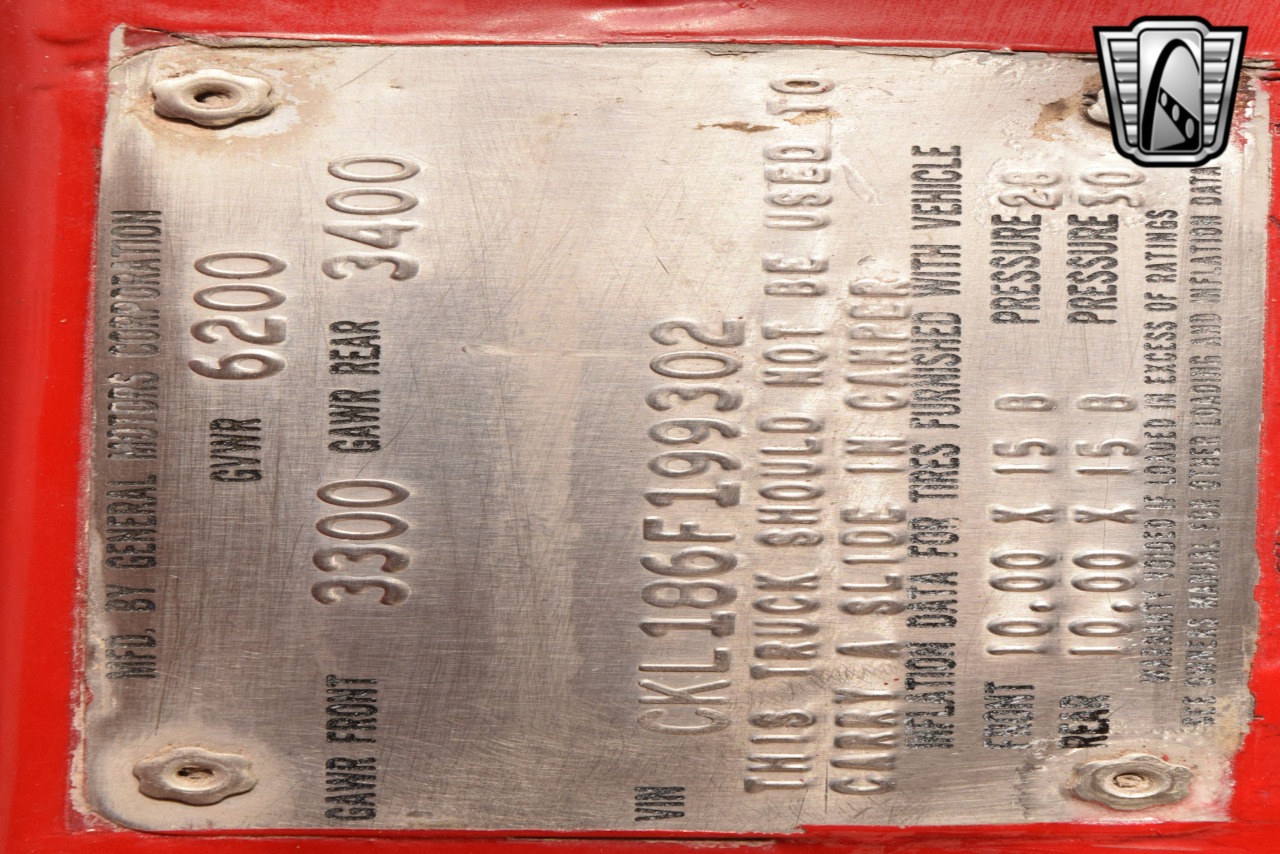 MFD. BY GENERAL MOTORS CORPORATION
GVWR 6200
GAWR FRONT 3300 GAWR REAR 3400
VIN CKL186F199302
THIS TRUCK SHOULD NOT BE USED TO
CARRY A SLIDE IN CAMPER
INFLATION DATA FOR TIRES FURNISHED WITH VEHICLE
FRONT 10.00 X 15 B PRESSURE 28
REAR 10.00 X 15 B PRESSURE 30
WARRANTY VOIDED IF LOADED IN EXCESS OF RATINGS
SEE OWNERS MANUAL FOR OTHER LOADING AND INFLATION DATA